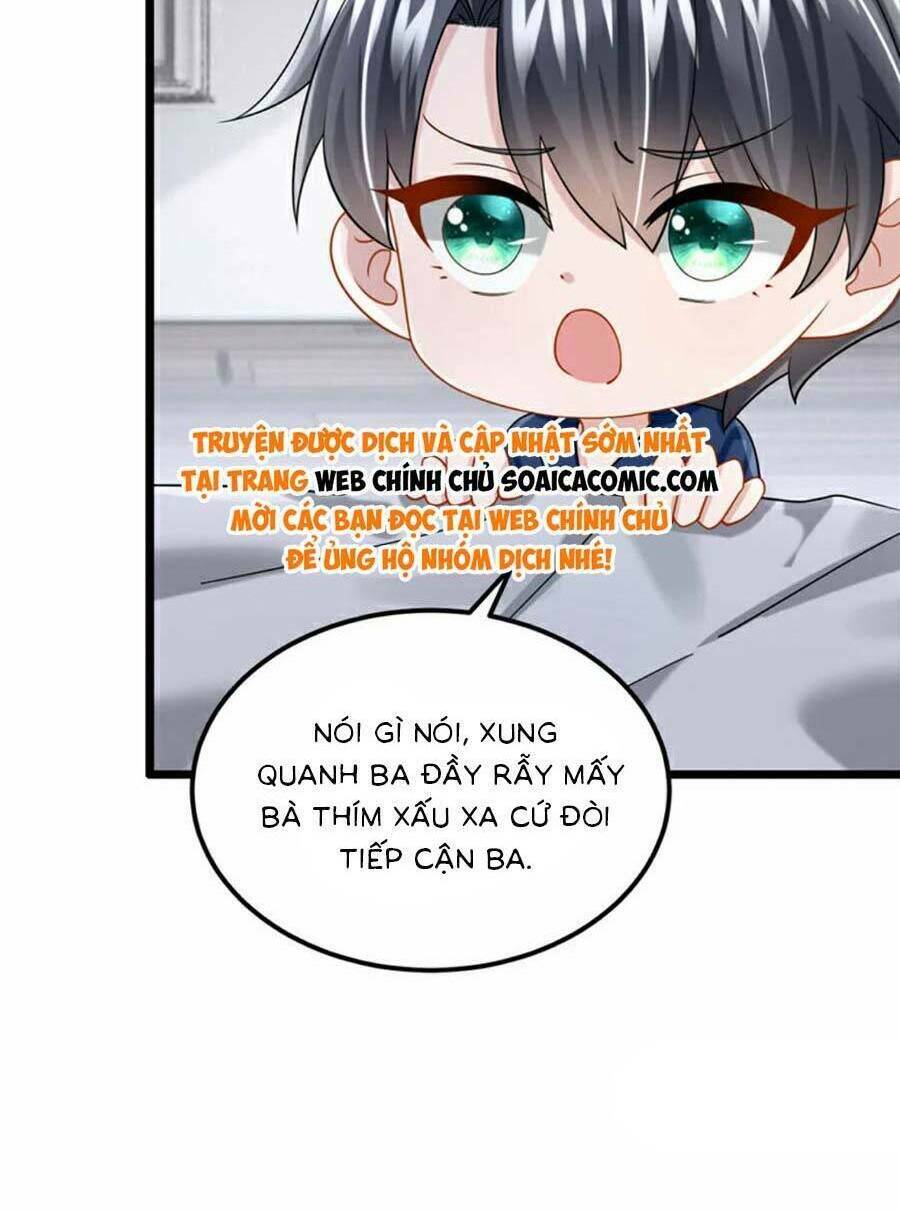 TRUYỆN ĐƯỢC DỊCH VÀ CẬP NHẬT SỚM NHẤT
TẠI TRANG WEB CHÍNH CHỦ SOAICACOMIC.COM
MỜI CÁC BẠN ĐỌC TẠI WEB CHÍNH CHỦ
ĐỂ ỦNG HỘ NHÓM DỊCH NHÉ!
NÓI GÌ NÓI, XUNG
QUANH BA ĐẦY RẪY MẤY
BÀ THÍM XẤU XA CỨ ĐÒI
TIẾP CẬN BA.